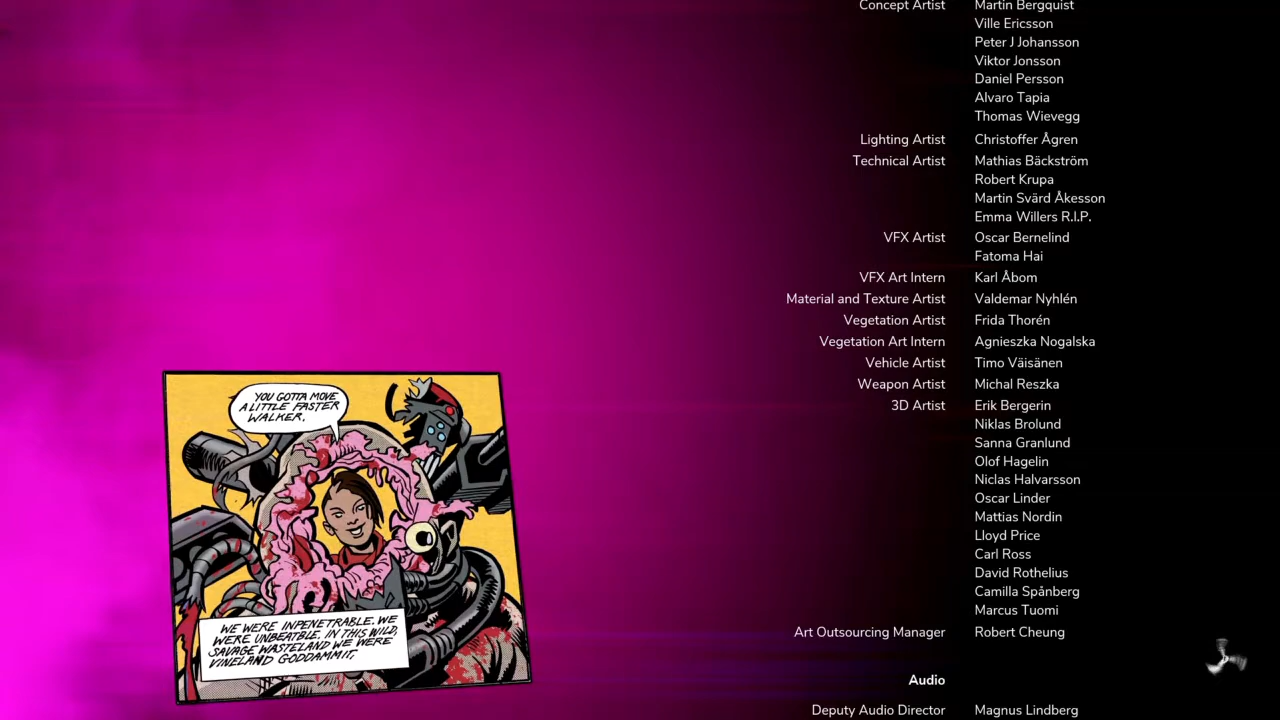 Concept Artist Martin Bergquist
Ville Ericsson
Peter J Johansson
Viktor Jonsson
Daniel Persson
Alvaro Tapia
Thomas Wievegg
Lighting Artist Christoffer Ågren
Technical Artist Mathias Bäckström
Robert Krupa
Martin Svärd Åkesson
Emma Willers R.I.P.
VFX Artist Oscar Bernelind
Fatoma Hai
VFX Art Intern Karl Åbom
Material and Texture Artist Valdemar Nyhlén
Vegetation Artist Frida Thorén
Vegetation Art Intern Agnieszka Nogalska
Vehicle Artist Timo Väisänen
Weapon Artist Michal Reszka
3D Artist Erik Bergerin
Niklas Brolund
Sanna Granlund
Olof Hagelin
Niclas Halvarsson
Oscar Linder
Mattias Nordin
Lloyd Price
Carl Ross
David Rothelius
Camilla Spånberg
Marcus Tuomi
Art Outsourcing Manager Robert Cheung
Audio
Deputy Audio Director Magnus Lindberg
YOU GOTTA MOVE
A LITTLE FASTER
WALKER.
WE WERE INPENETRABLE. WE
WERE UNBEATBLE. IN THIS WILD,
SAVAGE WASTELAND WE WERE
VINELAND GODDAMMIT,